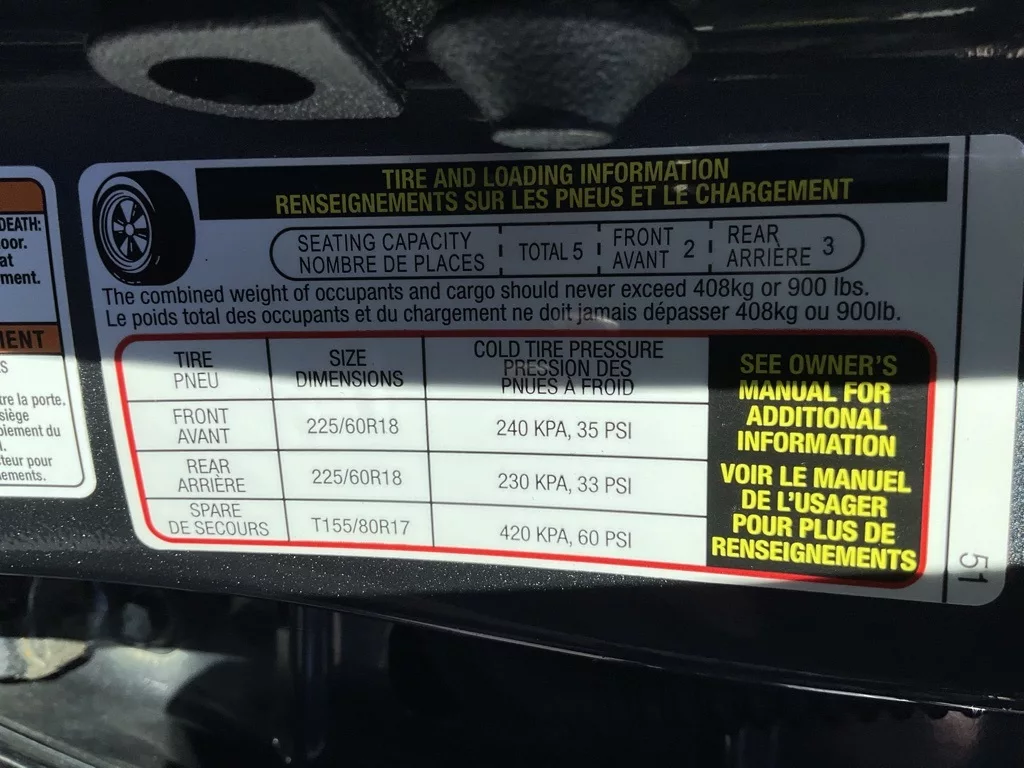 DEATH:
oor.
at
ment.
MENT
S
tre la porte.
siège
oiement du
l.
cteur pour
ements.
TIRE AND LOADING INFORMATION
RENSEIGNEMENTS SUR LES PNEUS ET LE CHARGEMENT
SEATING CAPACITY
NOMBRE DE PLACES
TOTAL 5
FRONT
AVANT 2
REAR
ARRIÈRE 3
The combined weight of occupants and cargo should never exceed 408kg or 900 lbs.
Le poids total des occupants et du chargement ne doit jamais dépasser 408kg ou 900lb.
TIRE
PNEU
SIZE
DIMENSIONS
COLD TIRE PRESSURE
PRESSION DES
PNUES À FROID
FRONT
AVANT
225/60R18
240 KPA, 35 PSI
REAR
ARRIÈRE
225/60R18
230 KPA, 33 PSI
SPARE
DE SECOURS
T155/80R17
420 KPA, 60 PSI
SEE OWNER'S
MANUAL FOR
ADDITIONAL
INFORMATION
VOIR LE MANUEL
DE L'USAGER
POUR PLUS DE
RENSEIGNEMENTS
51